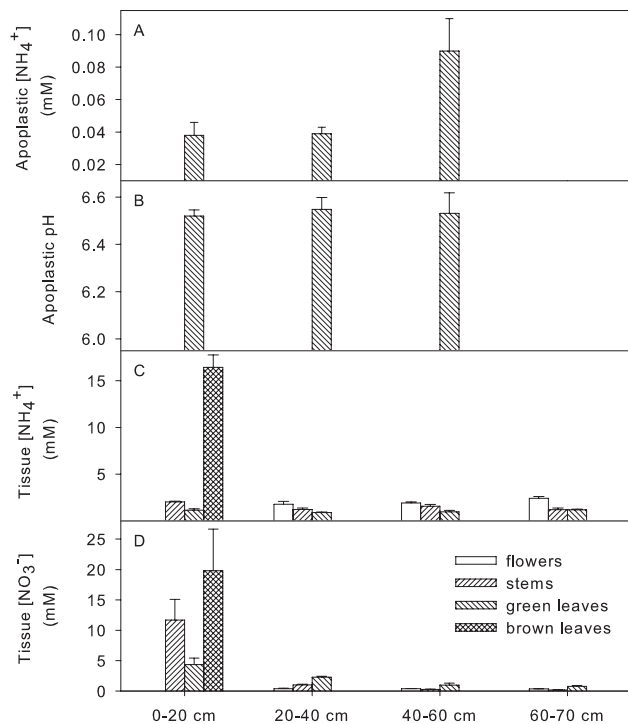 A
Apoplastic [NH₄⁺]
(mM)
0.10
0.08
0.06
0.04
0.02
B
Apoplastic pH
6.6
6.4
6.2
6.0
C
Tissue [NH₄⁺]
(mM)
15
10
5
D
Tissue [NO₃⁻]
(mM)
25
20
15
10
5
0
flowers
stems
green leaves
brown leaves
0-20 cm
20-40 cm
40-60 cm
60-70 cm